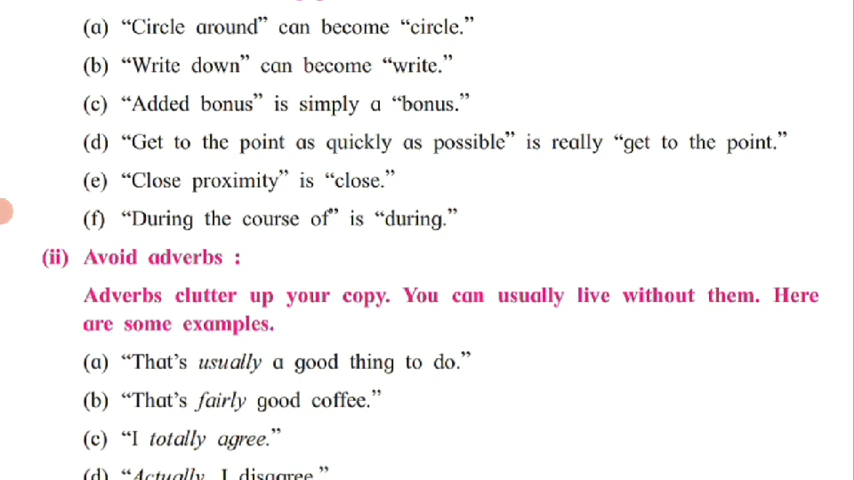 (a) “Circle around” can become “circle.”
(b) “Write down” can become “write.”
(c) “Added bonus” is simply a “bonus.”
(d) “Get to the point as quickly as possible” is really “get to the point.”
(e) “Close proximity” is “close.”
(f) “During the course of” is “during.”
(ii) Avoid adverbs :
Adverbs clutter up your copy. You can usually live without them. Here
are some examples.
(a) “That’s usually a good thing to do.”
(b) “That’s fairly good coffee.”
(c) “I totally agree.”
(d) “Actually, I disagree.”